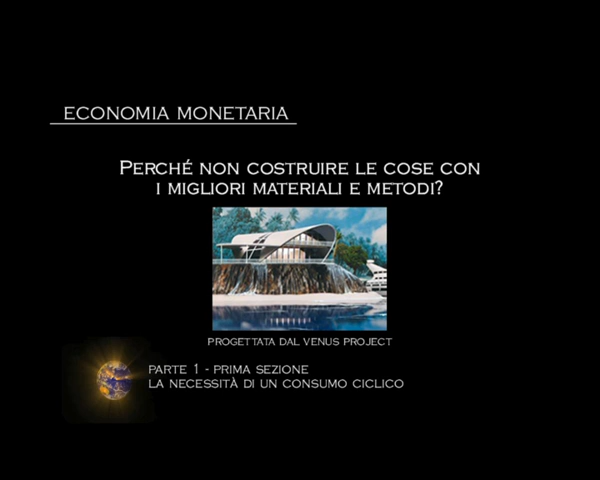 ECONOMIA MONETARIA
PERCHÉ NON COSTRUIRE LE COSE CON
I MIGLIORI MATERIALI E METODI?
PROGETTATA DAL VENUS PROJECT
PARTE 1 - PRIMA SEZIONE
LA NECESSITÀ DI UN CONSUMO CICLICO